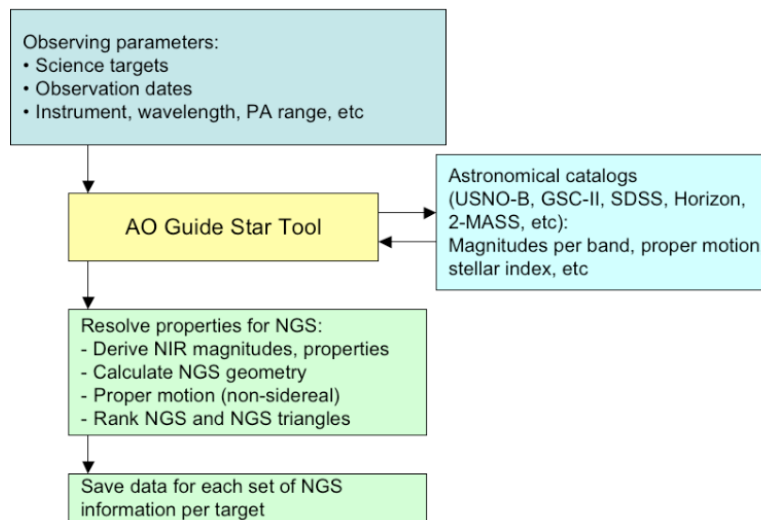 Observing parameters:
• Science targets
• Observation dates
• Instrument, wavelength, PA range, etc
AO Guide Star Tool
Astronomical catalogs
(USNO-B, GSC-II, SDSS, Horizon,
2-MASS, etc):
Magnitudes per band, proper motion
stellar index, etc
Resolve properties for NGS:
- Derive NIR magnitudes, properties
- Calculate NGS geometry
- Proper motion (non-sidereal)
- Rank NGS and NGS triangles
Save data for each set of NGS
information per target